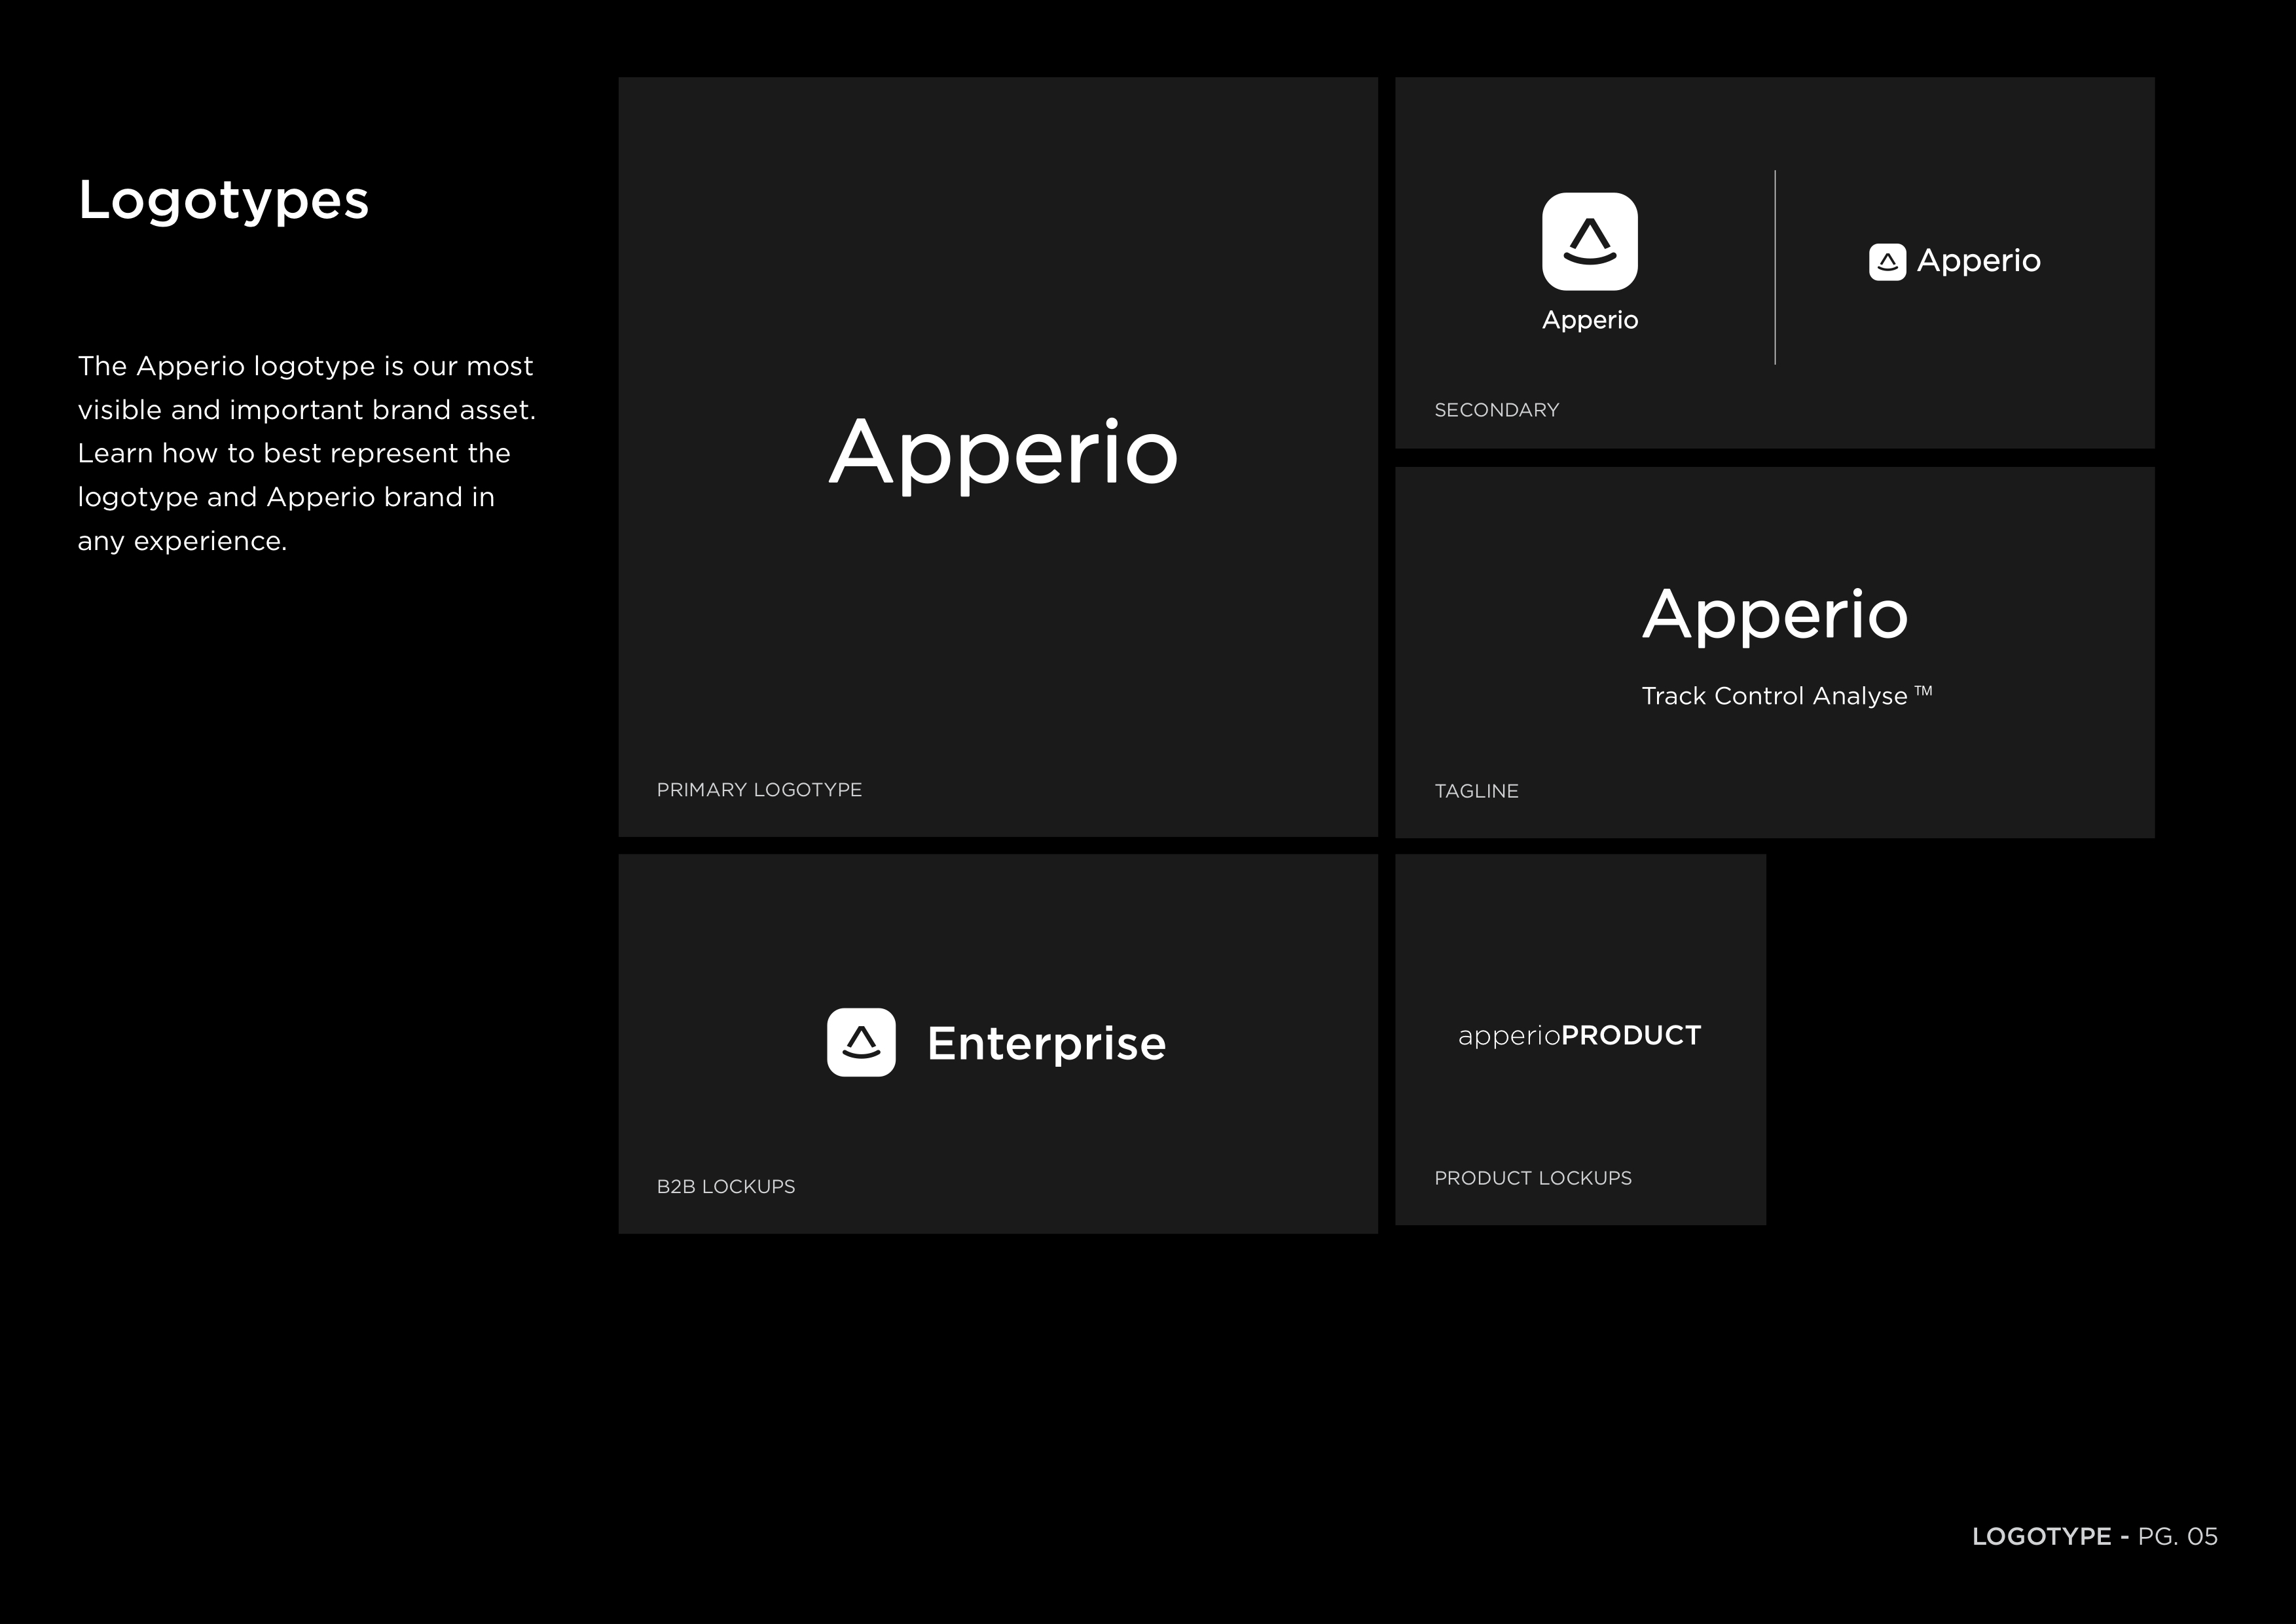 Logotypes
The Apperio logotype is our most
visible and important brand asset.
Learn how to best represent the
logotype and Apperio brand in
any experience.
Apperio
PRIMARY LOGOTYPE
Apperio
Apperio
SECONDARY
Apperio
Track Control Analyse ™
TAGLINE
Enterprise
B2B LOCKUPS
apperioPRODUCT
PRODUCT LOCKUPS
LOGOTYPE - PG. 05